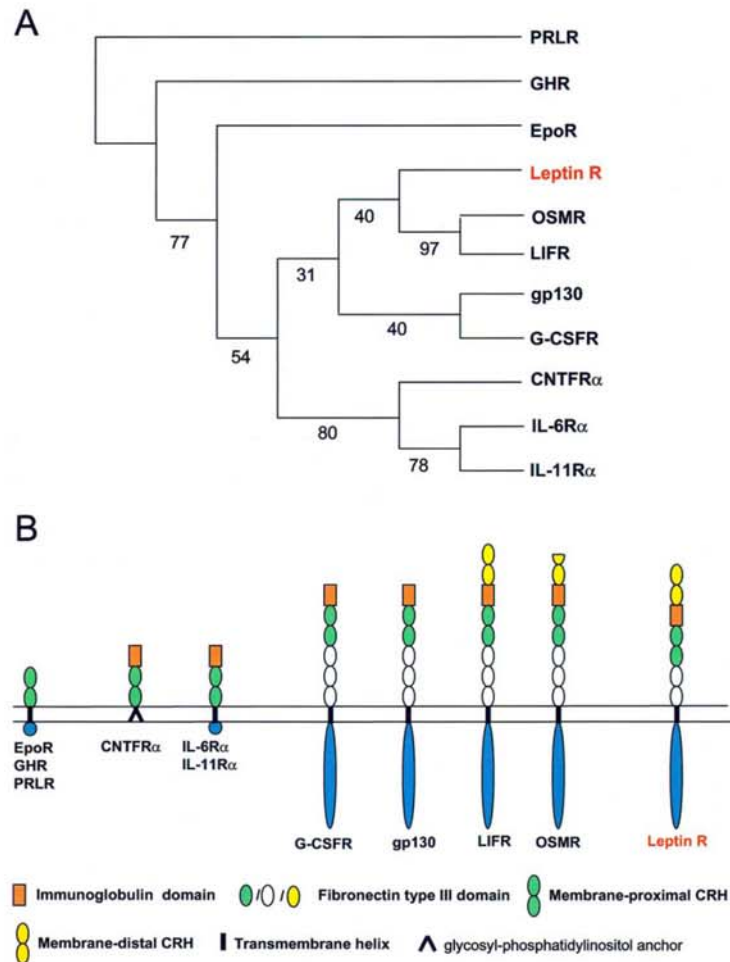 A
PRLR
GHR
EpoR
Leptin R
OSMR
LIFR
gp130
G-CSFR
CNTFRα
IL-6Rα
IL-11Rα
77
54
31
40
97
40
80
78
B
EpoR
GHR
PRLR
CNTFRα
IL-6Rα
IL-11Rα
G-CSFR
gp130
LIFR
OSMR
Leptin R
Immunoglobulin domain
/ / Fibronectin type III domain
Membrane-proximal CRH
Membrane-distal CRH
Transmembrane helix
glycosyl-phosphatidylinositol anchor